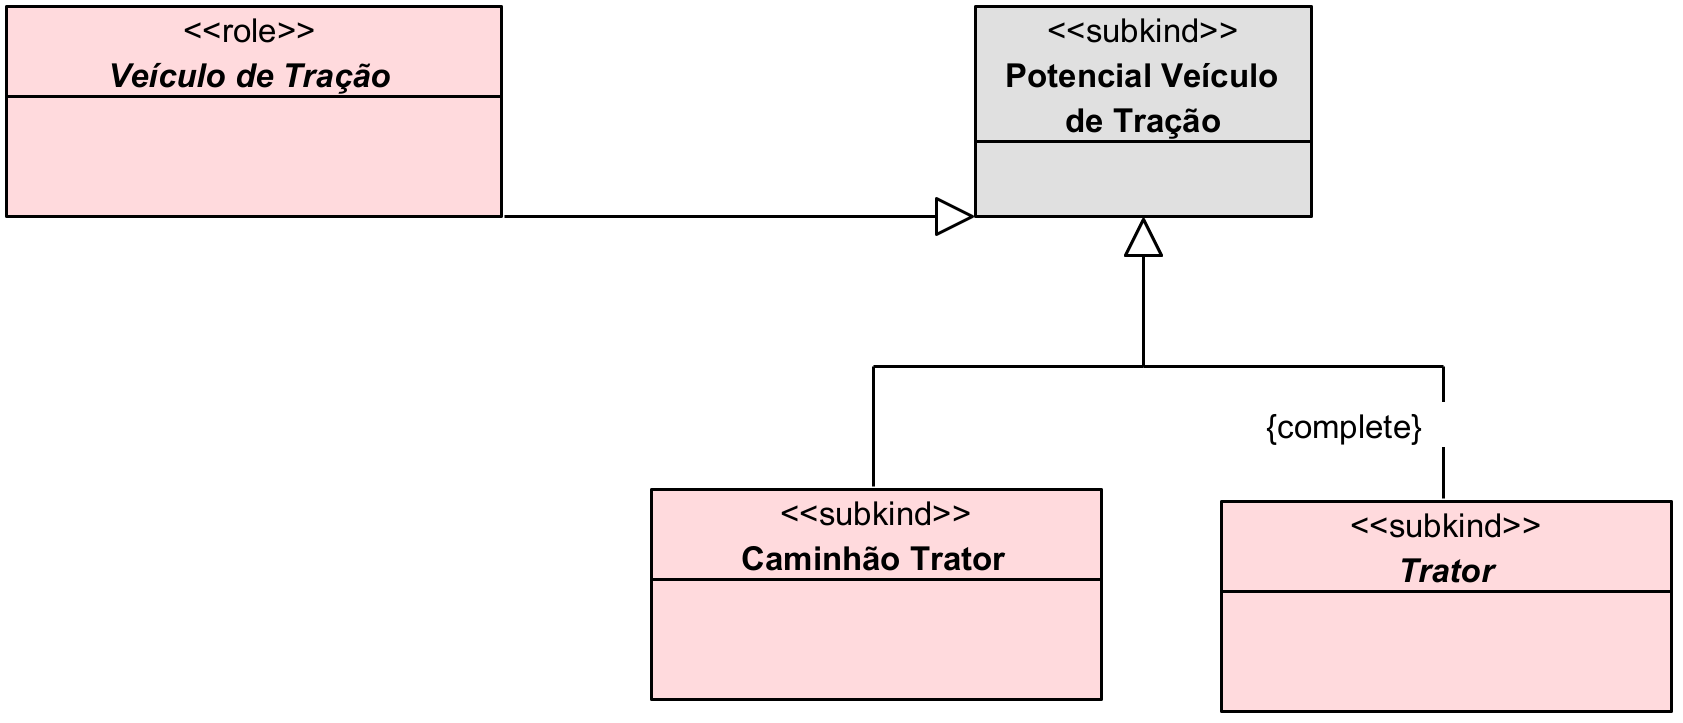 <<role>>
Veículo de Tração
<<subkind>>
Potencial Veículo
de Tração
{complete}
<<subkind>>
Caminhão Trator
<<subkind>>
Trator